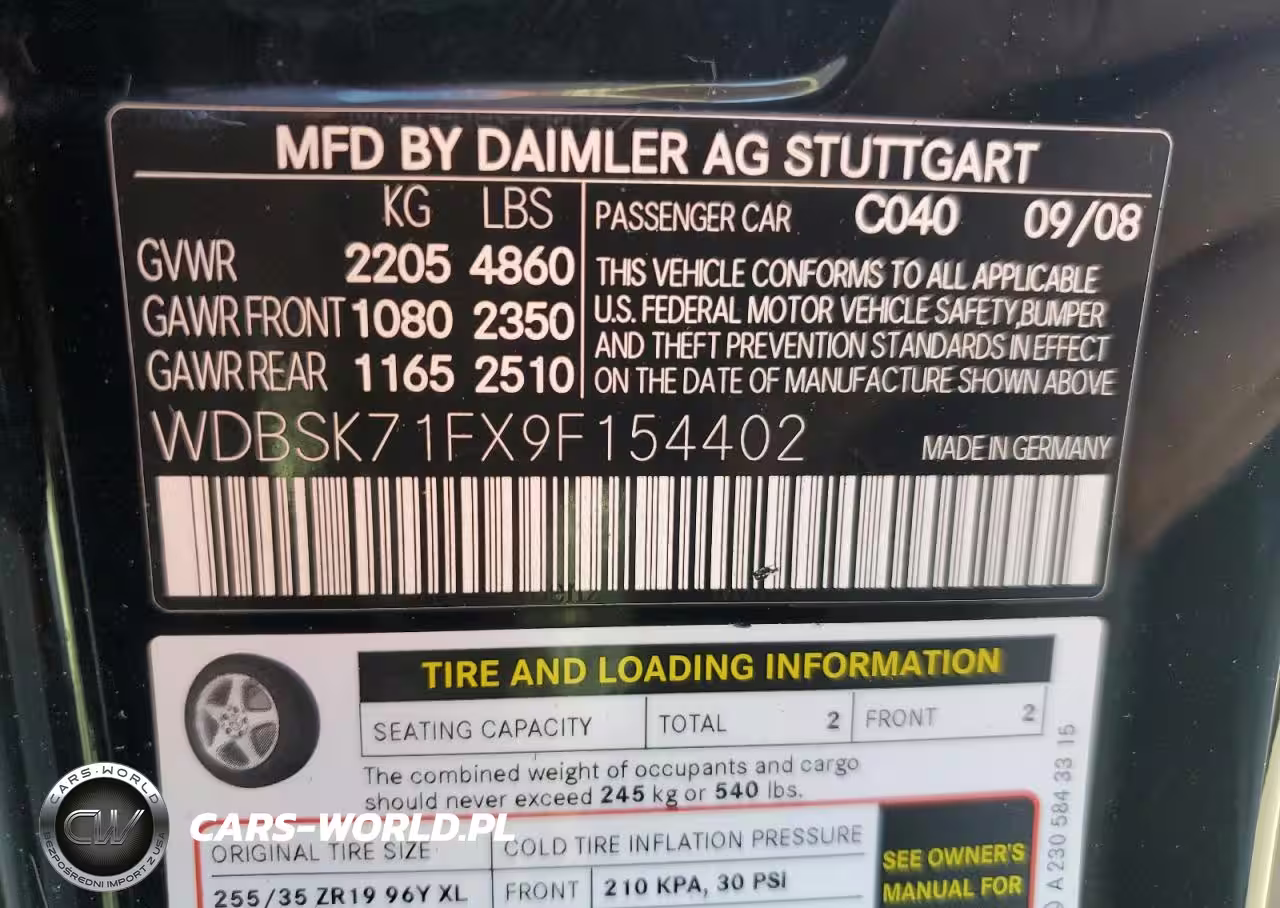 MFD BY DAIMLER AG STUTTGART
KG LBS
GVWR 2205 4860
GAWR FRONT 1080 2350
GAWR REAR 1165 2510
PASSENGER CAR C040 09/08
THIS VEHICLE CONFORMS TO ALL APPLICABLE
U.S. FEDERAL MOTOR VEHICLE SAFETY,BUMPER
AND THEFT PREVENTION STANDARDS IN EFFECT
ON THE DATE OF MANUFACTURE SHOWN ABOVE
WDBSK71FX9F154402
MADE IN GERMANY
TIRE AND LOADING INFORMATION
SEATING CAPACITY TOTAL 2 FRONT 2
The combined weight of occupants and cargo
should never exceed 245 kg or 540 lbs.
ORIGINAL TIRE SIZE COLD TIRE INFLATION PRESSURE
255/35 ZR19 96Y XL FRONT 210 KPA, 30 PSI
SEE OWNER'S
MANUAL FOR
A 230 584 33 15
CARS-WORLD
CW
BEZPOŚREDNI IMPORT Z USA
CARS-WORLD.PL